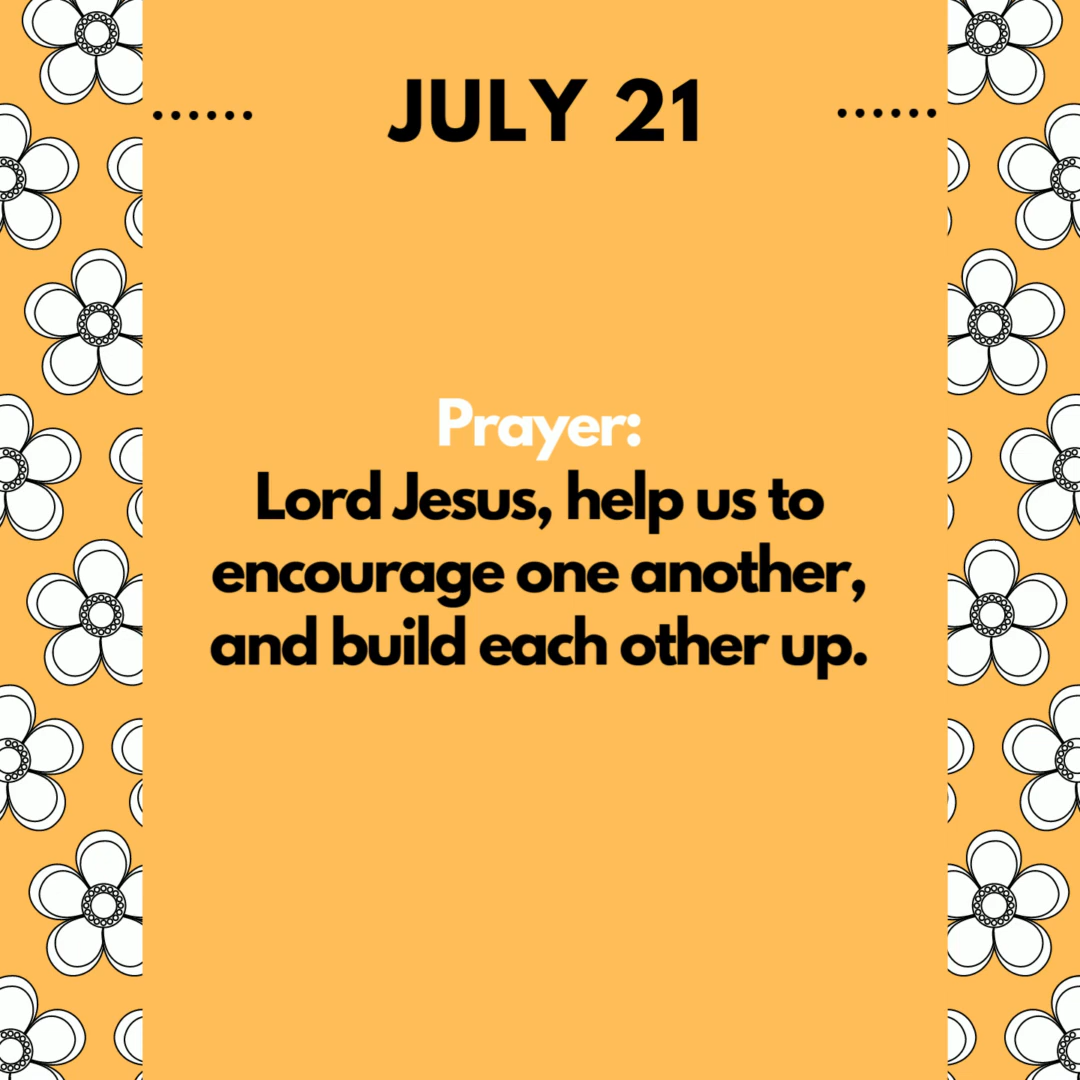 JULY 21
Prayer:
Lord Jesus, help us to
encourage one another,
and build each other up.